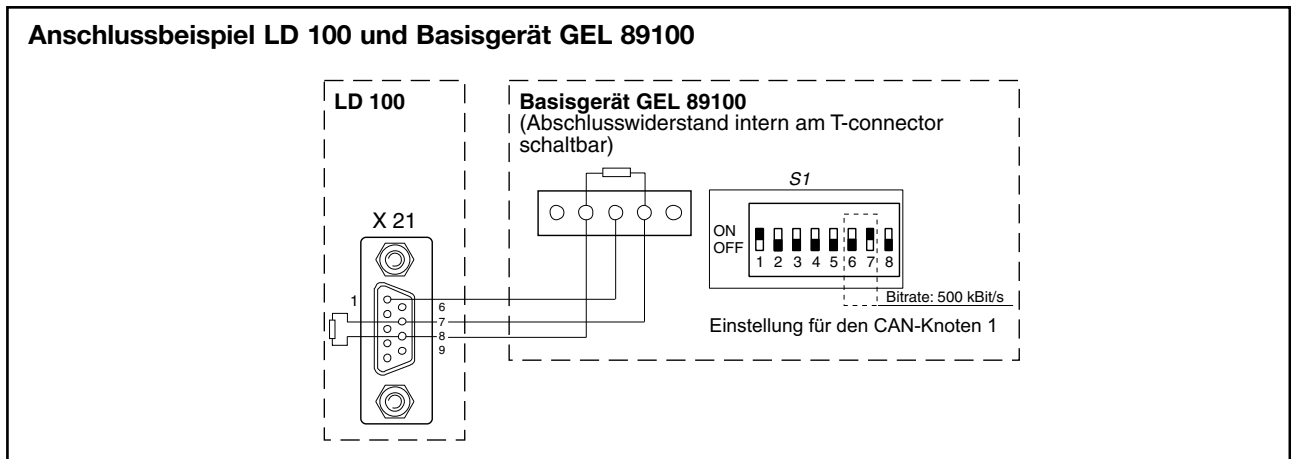 Anschlussbeispiel LD 100 und Basisgerät GEL 89100
LD 100
Basisgerät GEL 89100
(Abschlusswiderstand intern am T-connector
schaltbar)
S1
X 21
ON
OFF
1 2 3 4 5 6 7 8
1
6
7
8
9
Bitrate: 500 kBit/s
Einstellung für den CAN-Knoten 1